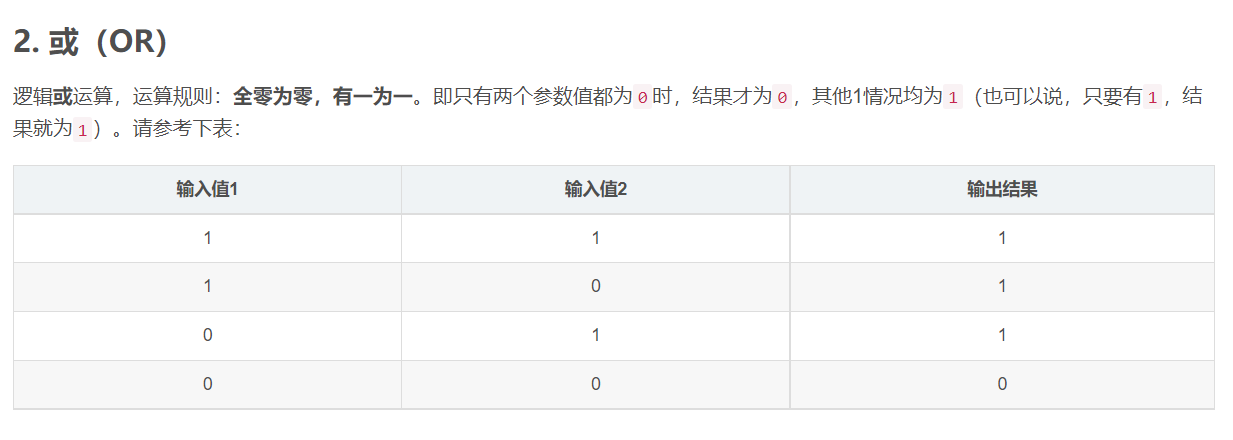 2. 或（OR）
逻辑或运算，运算规则：全零为零，有一为一。即只有两个参数值都为 0 时，结果才为 0 ，其他1情况均为 1 （也可以说，只要有 1 ，结
果就为 1 ）。请参考下表：
输入值1 输入值2 输出结果
1 1 1
1 0 1
0 1 1
0 0 0